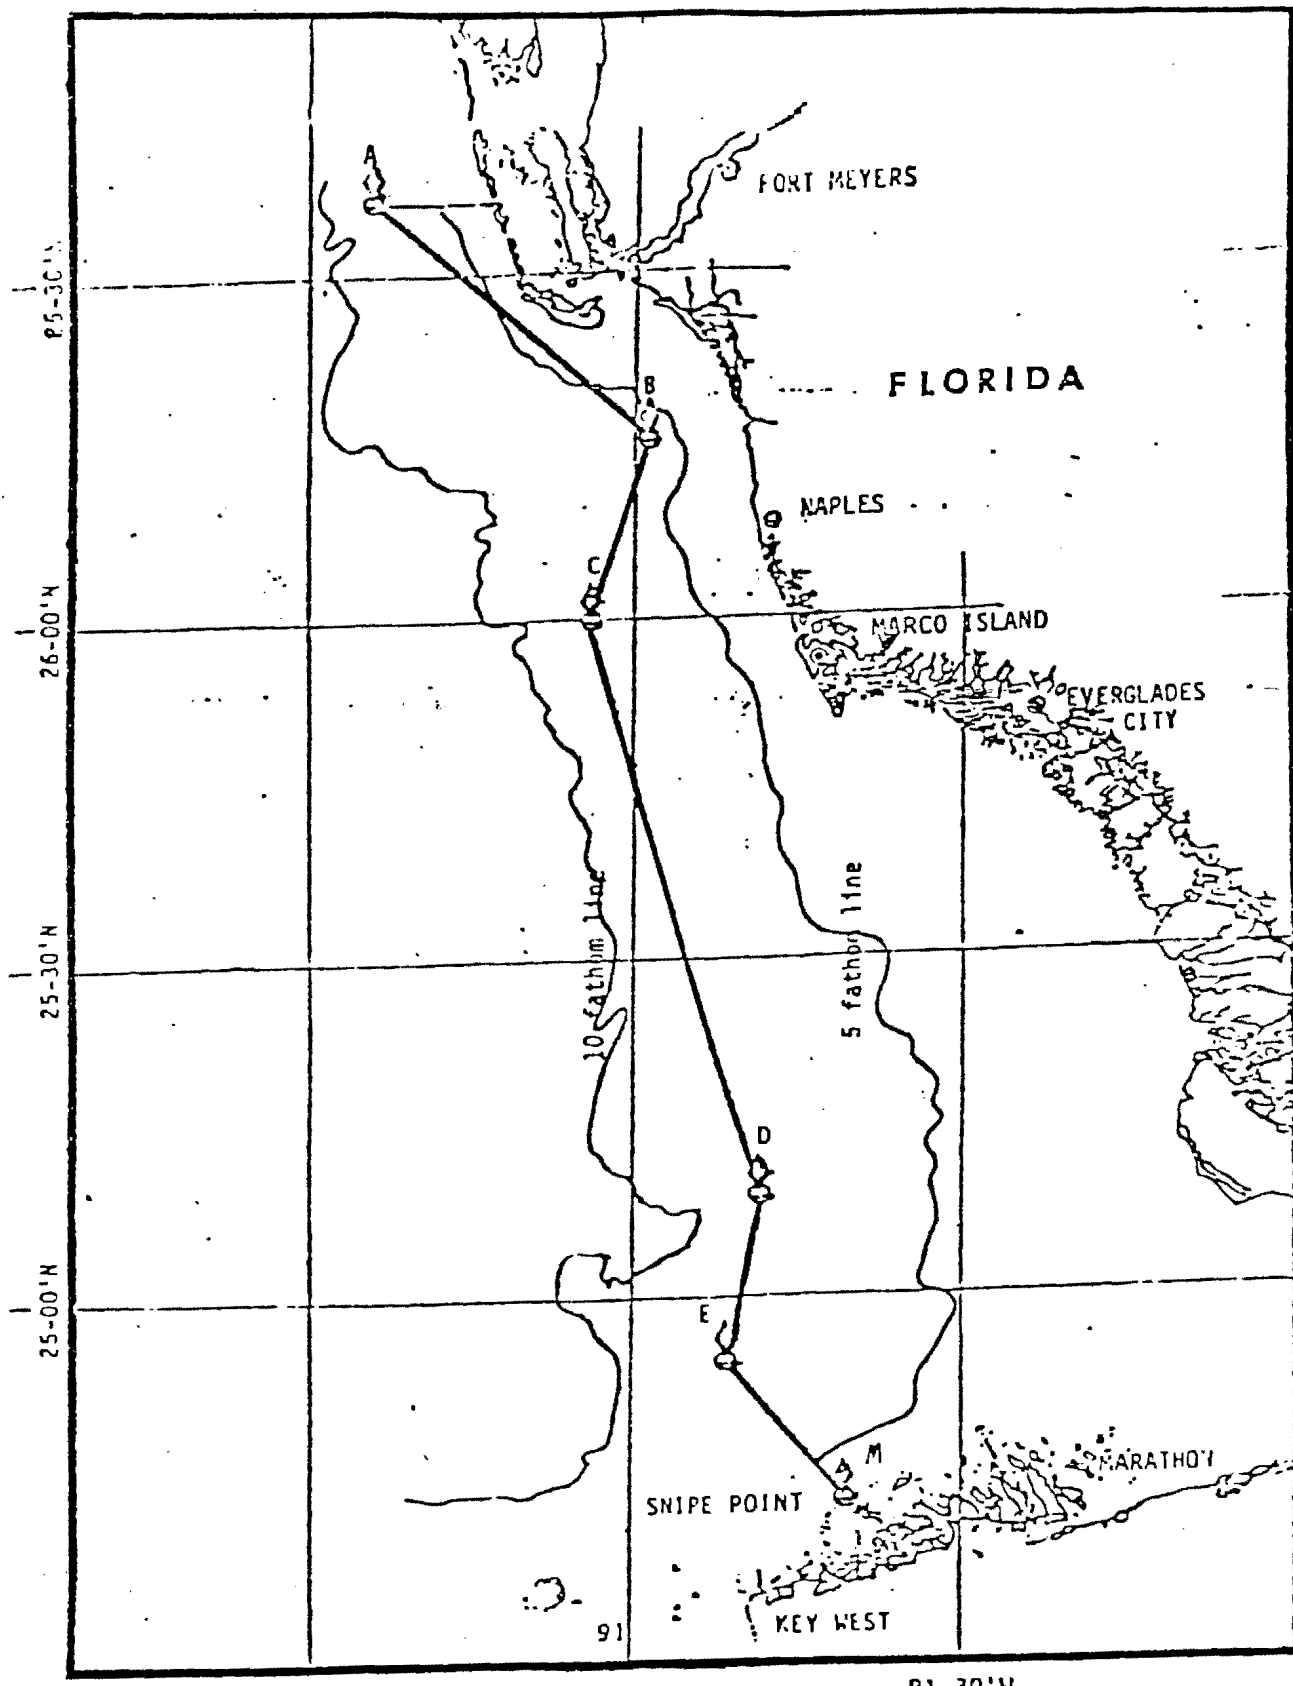 A
FORT MEYERS
B
FLORIDA
NAPLES
C
26-00'N
MARCO ISLAND
EVERGLADES
CITY
10 fathom line
5 fathom line
25-30'N
D
25-00'N
E
M
MARATHON
SNIPE POINT
KEY WEST
91